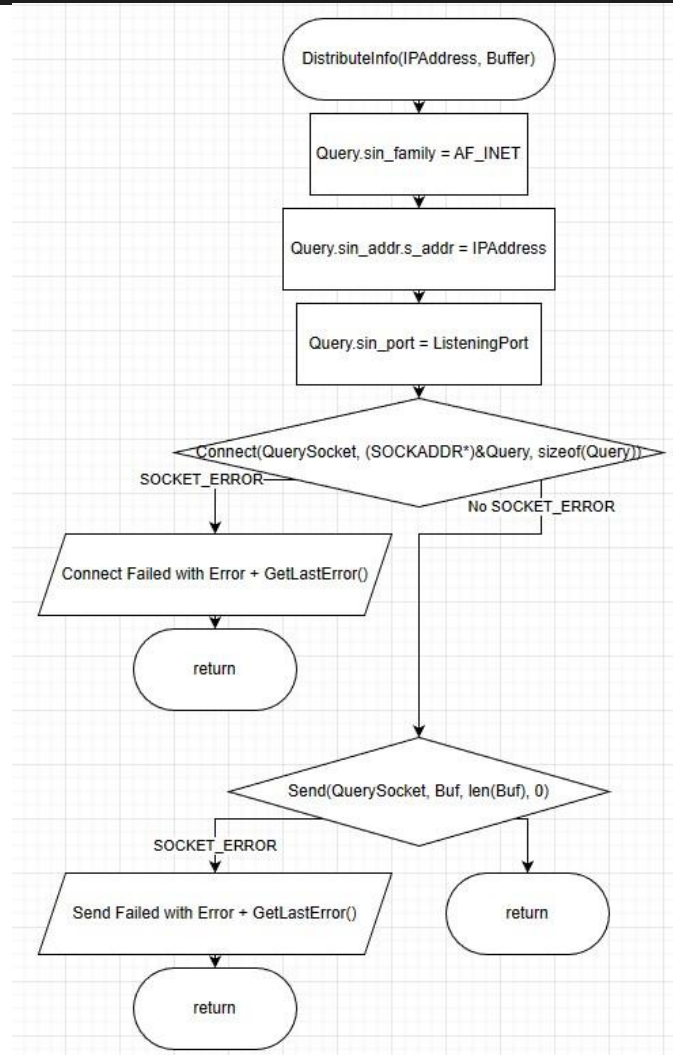 DistributeInfo(IPAddress, Buffer)
Query.sin_family = AF_INET
Query.sin_addr.s_addr = IPAddress
Query.sin_port = ListeningPort
Connect(QuerySocket, (SOCKADDR*)&Query, sizeof(Query))
SOCKET_ERROR
No SOCKET_ERROR
Connect Failed with Error + GetLastError()
return
Send(QuerySocket, Buf, len(Buf), 0)
SOCKET_ERROR
Send Failed with Error + GetLastError()
return
return